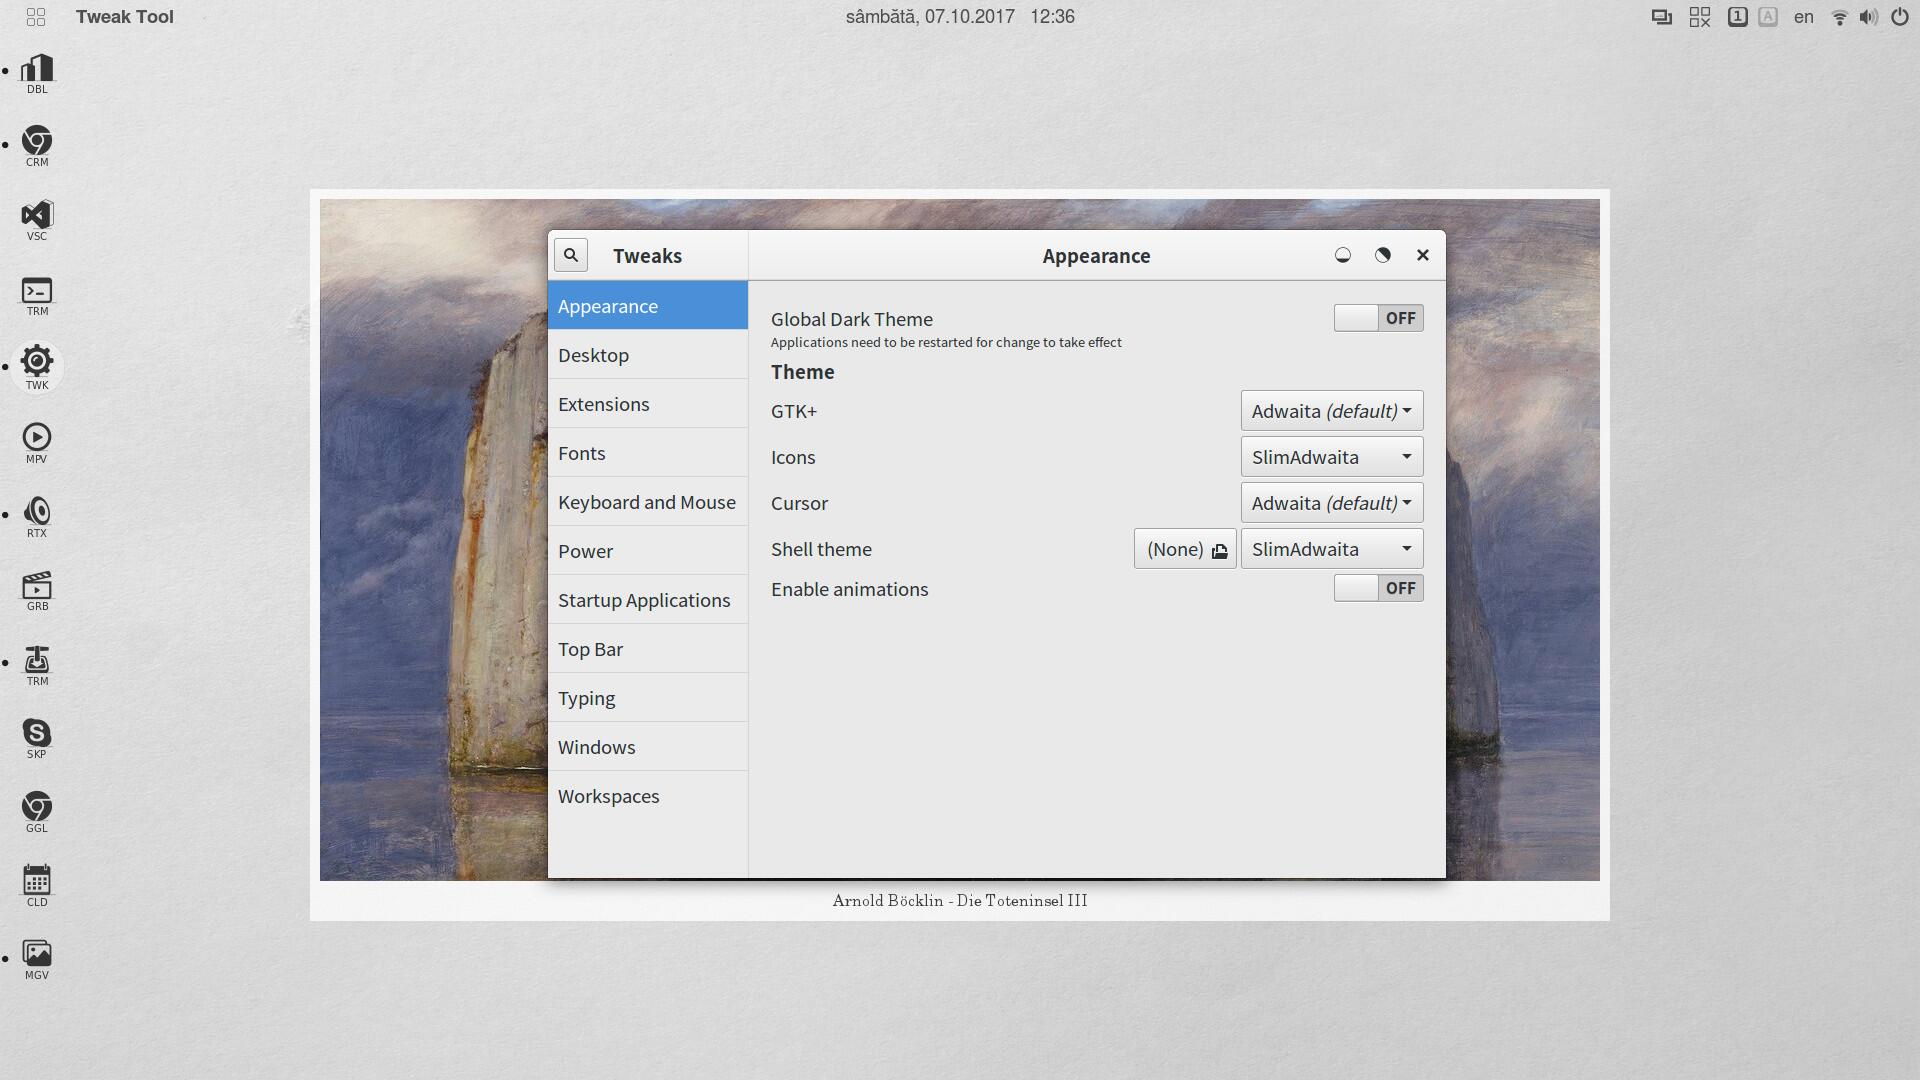 Tweak Tool
sâmbătă, 07.10.2017 12:36
1 A en
DBL
CRM
VSC
TRM
TWK
MPV
RTX
GRB
TRM
SKP
GGL
CLD
MGV
Tweaks
Appearance
Desktop
Extensions
Fonts
Keyboard and Mouse
Power
Startup Applications
Top Bar
Typing
Windows
Workspaces
Appearance
Global Dark Theme OFF
Applications need to be restarted for change to take effect
Theme
GTK+ Adwaita (default)
Icons SlimAdwaita
Cursor Adwaita (default)
Shell theme (None) SlimAdwaita
Enable animations OFF
Arnold Böcklin - Die Toteninsel III